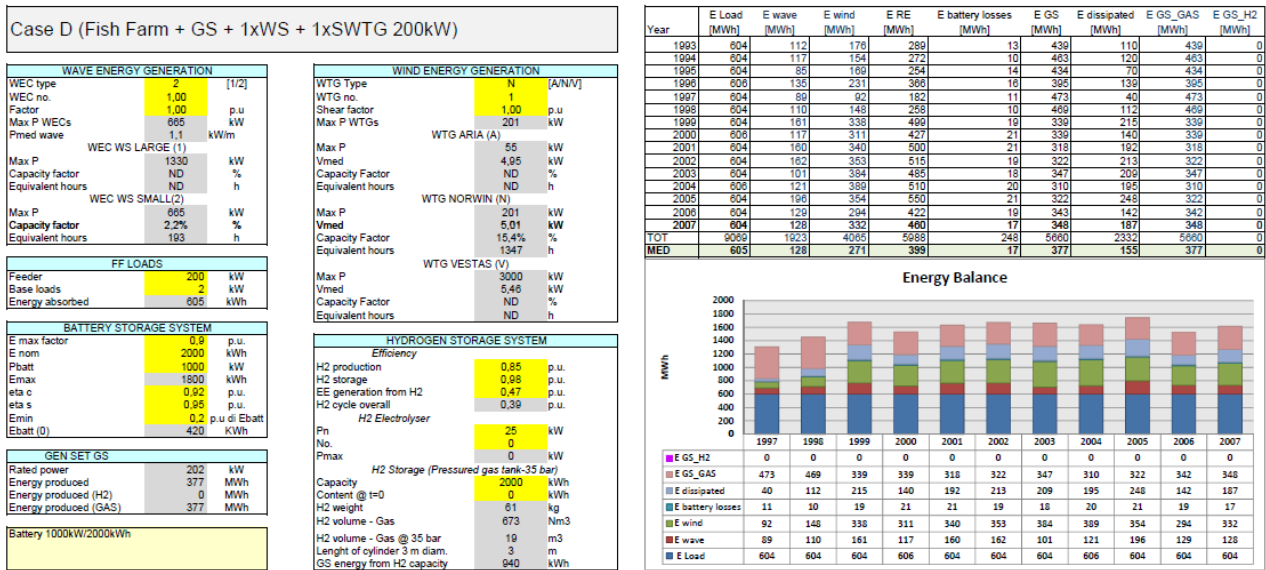 Case D (Fish Farm + GS + 1xWS + 1xSWTG 200kW)
WAVE ENERGY GENERATION
WEC type 2 [1/2]
WEC no. 1,00
Factor 1,00 p.u
Max P WECs 665 kW
Pmed wave 1,1 kW/m
WEC WS LARGE (1)
Max P 1330 kW
Capacity factor ND %
Equivalent hours ND h
WEC WS SMALL(2)
Max P 665 kW
Capacity factor 2,2% %
Equivalent hours 193 h
FF LOADS
Feeder 200 kW
Base loads 2 kW
Energy absorbed 605 kWh
BATTERY STORAGE SYSTEM
E max factor 0,9 p.u.
E nom 2000 kWh
Pbatt 1000 kW
Emax 1800 kWh
eta c 0,92 p.u.
eta s 0,95 p.u.
Emin 0,2 p.u di Ebatt
Ebatt (0) 420 KWh
GEN SET GS
Rated power 202 kW
Energy produced 377 MWh
Energy produced (H2) 0 MWh
Energy produced (GAS) 377 MWh
Battery 1000kW/2000kWh
WIND ENERGY GENERATION
WTG Type N [A/N/V]
WTG no. 1
Shear factor 1,00 p.u
Max P WTGs 201 kW
WTG ARIA (A)
Max P 55 kW
Vmed 4,95 kW
Capacity Factor ND %
Equivalent hours ND h
WTG NORWIN (N)
Max P 201 kW
Vmed 5,01 kW
Capacity Factor 15,4% %
Equivalent hours 1347 h
WTG VESTAS (V)
Max P 3000 kW
Vmed 5,46 kW
Capacity Factor ND %
Equivalent hours ND h
HYDROGEN STORAGE SYSTEM
Efficiency
H2 production 0,85 p.u.
H2 storage 0,98 p.u.
EE generation from H2 0,47 p.u.
H2 cycle overall 0,39 p.u.
H2 Electrolyser
Pn 25 kW
No. 0
Pmax 0 kW
H2 Storage (Pressured gas tank-35 bar)
Capacity 2000 kWh
Content @ t=0 0 kWh
H2 weight 61 kg
H2 volume - Gas 673 Nm3
H2 volume - Gas @ 35 bar 19 m3
Lenght of cylinder 3 m diam. 3 m
GS energy from H2 capacity 940 kWh
E Load E wave E wind E RE E battery losses E GS E dissipated E GS_GAS E GS_H2
Year [MWh] [MWh] [MWh] [MWh] [MWh] [MWh] [MWh] [MWh] [MWh]
1993 604 112 176 289 13 439 110 439 0
1994 604 117 154 272 10 463 120 463 0
1995 604 85 169 254 14 434 70 434 0
1996 606 135 231 366 16 395 139 395 0
1997 604 89 92 182 11 473 40 473 0
1998 604 110 148 258 10 469 112 469 0
1999 604 161 338 499 19 339 215 339 0
2000 606 117 311 427 21 339 140 339 0
2001 604 160 340 500 21 318 192 318 0
2002 604 162 353 515 19 322 213 322 0
2003 604 101 384 485 18 347 209 347 0
2004 606 121 389 510 20 310 195 310 0
2005 604 196 354 550 21 322 248 322 0
2006 604 129 294 422 19 343 142 342 0
2007 604 128 332 460 17 348 187 348 0
TOT 9069 1923 4065 5988 248 5660 2332 5660 0
MED 605 128 271 399 17 377 155 377 0
Energy Balance
MWh
2000
1800
1600
1400
1200
1000
800
600
400
200
0
1997 1998 1999 2000 2001 2002 2003 2004 2005 2006 2007
E GS_H2 0 0 0 0 0 0 0 0 0 0 0
E GS_GAS 473 469 339 339 318 322 347 310 322 342 348
E dissipated 40 112 215 140 192 213 209 195 248 142 187
E battery losses 11 10 19 21 21 19 18 20 21 19 17
E wind 92 148 338 311 340 353 384 389 354 294 332
E wave 89 110 161 117 160 162 101 121 196 129 128
E Load 604 604 604 606 604 604 604 606 604 604 604